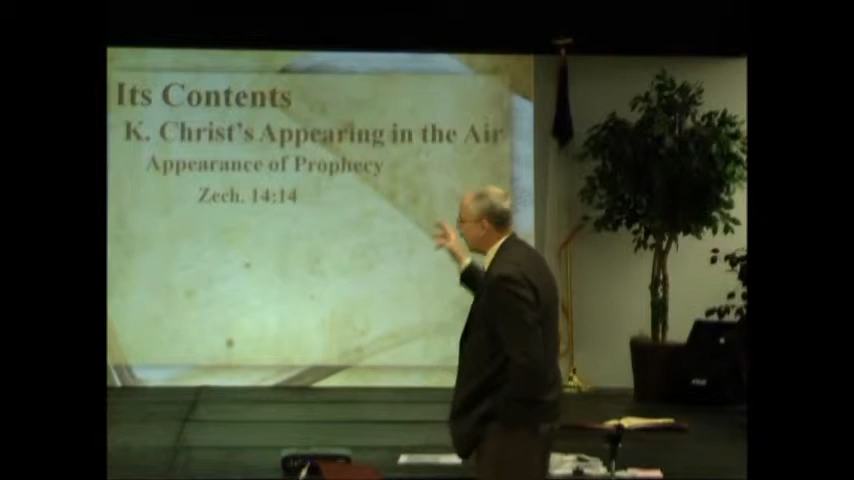 Its Contents
K. Christ's Appearing in the Air
Appearance of Prophecy
Zech. 14:14